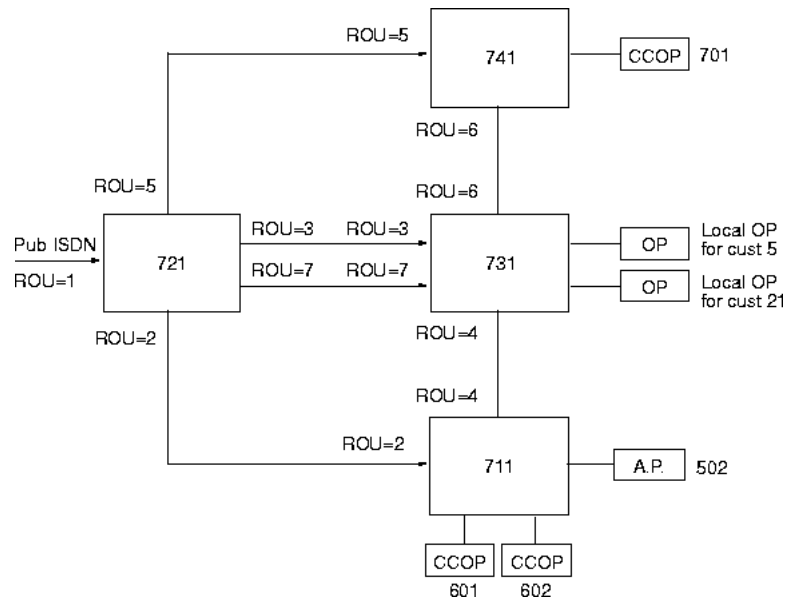 ROU=5
741
CCOP
701
ROU=6
ROU=5
ROU=6
Pub ISDN
ROU=1
721
ROU=3
ROU=3
ROU=7
ROU=7
731
OP
Local OP
for cust 5
OP
Local OP
for cust 21
ROU=2
ROU=4
ROU=4
ROU=2
711
A.P.
502
CCOP
CCOP
601
602